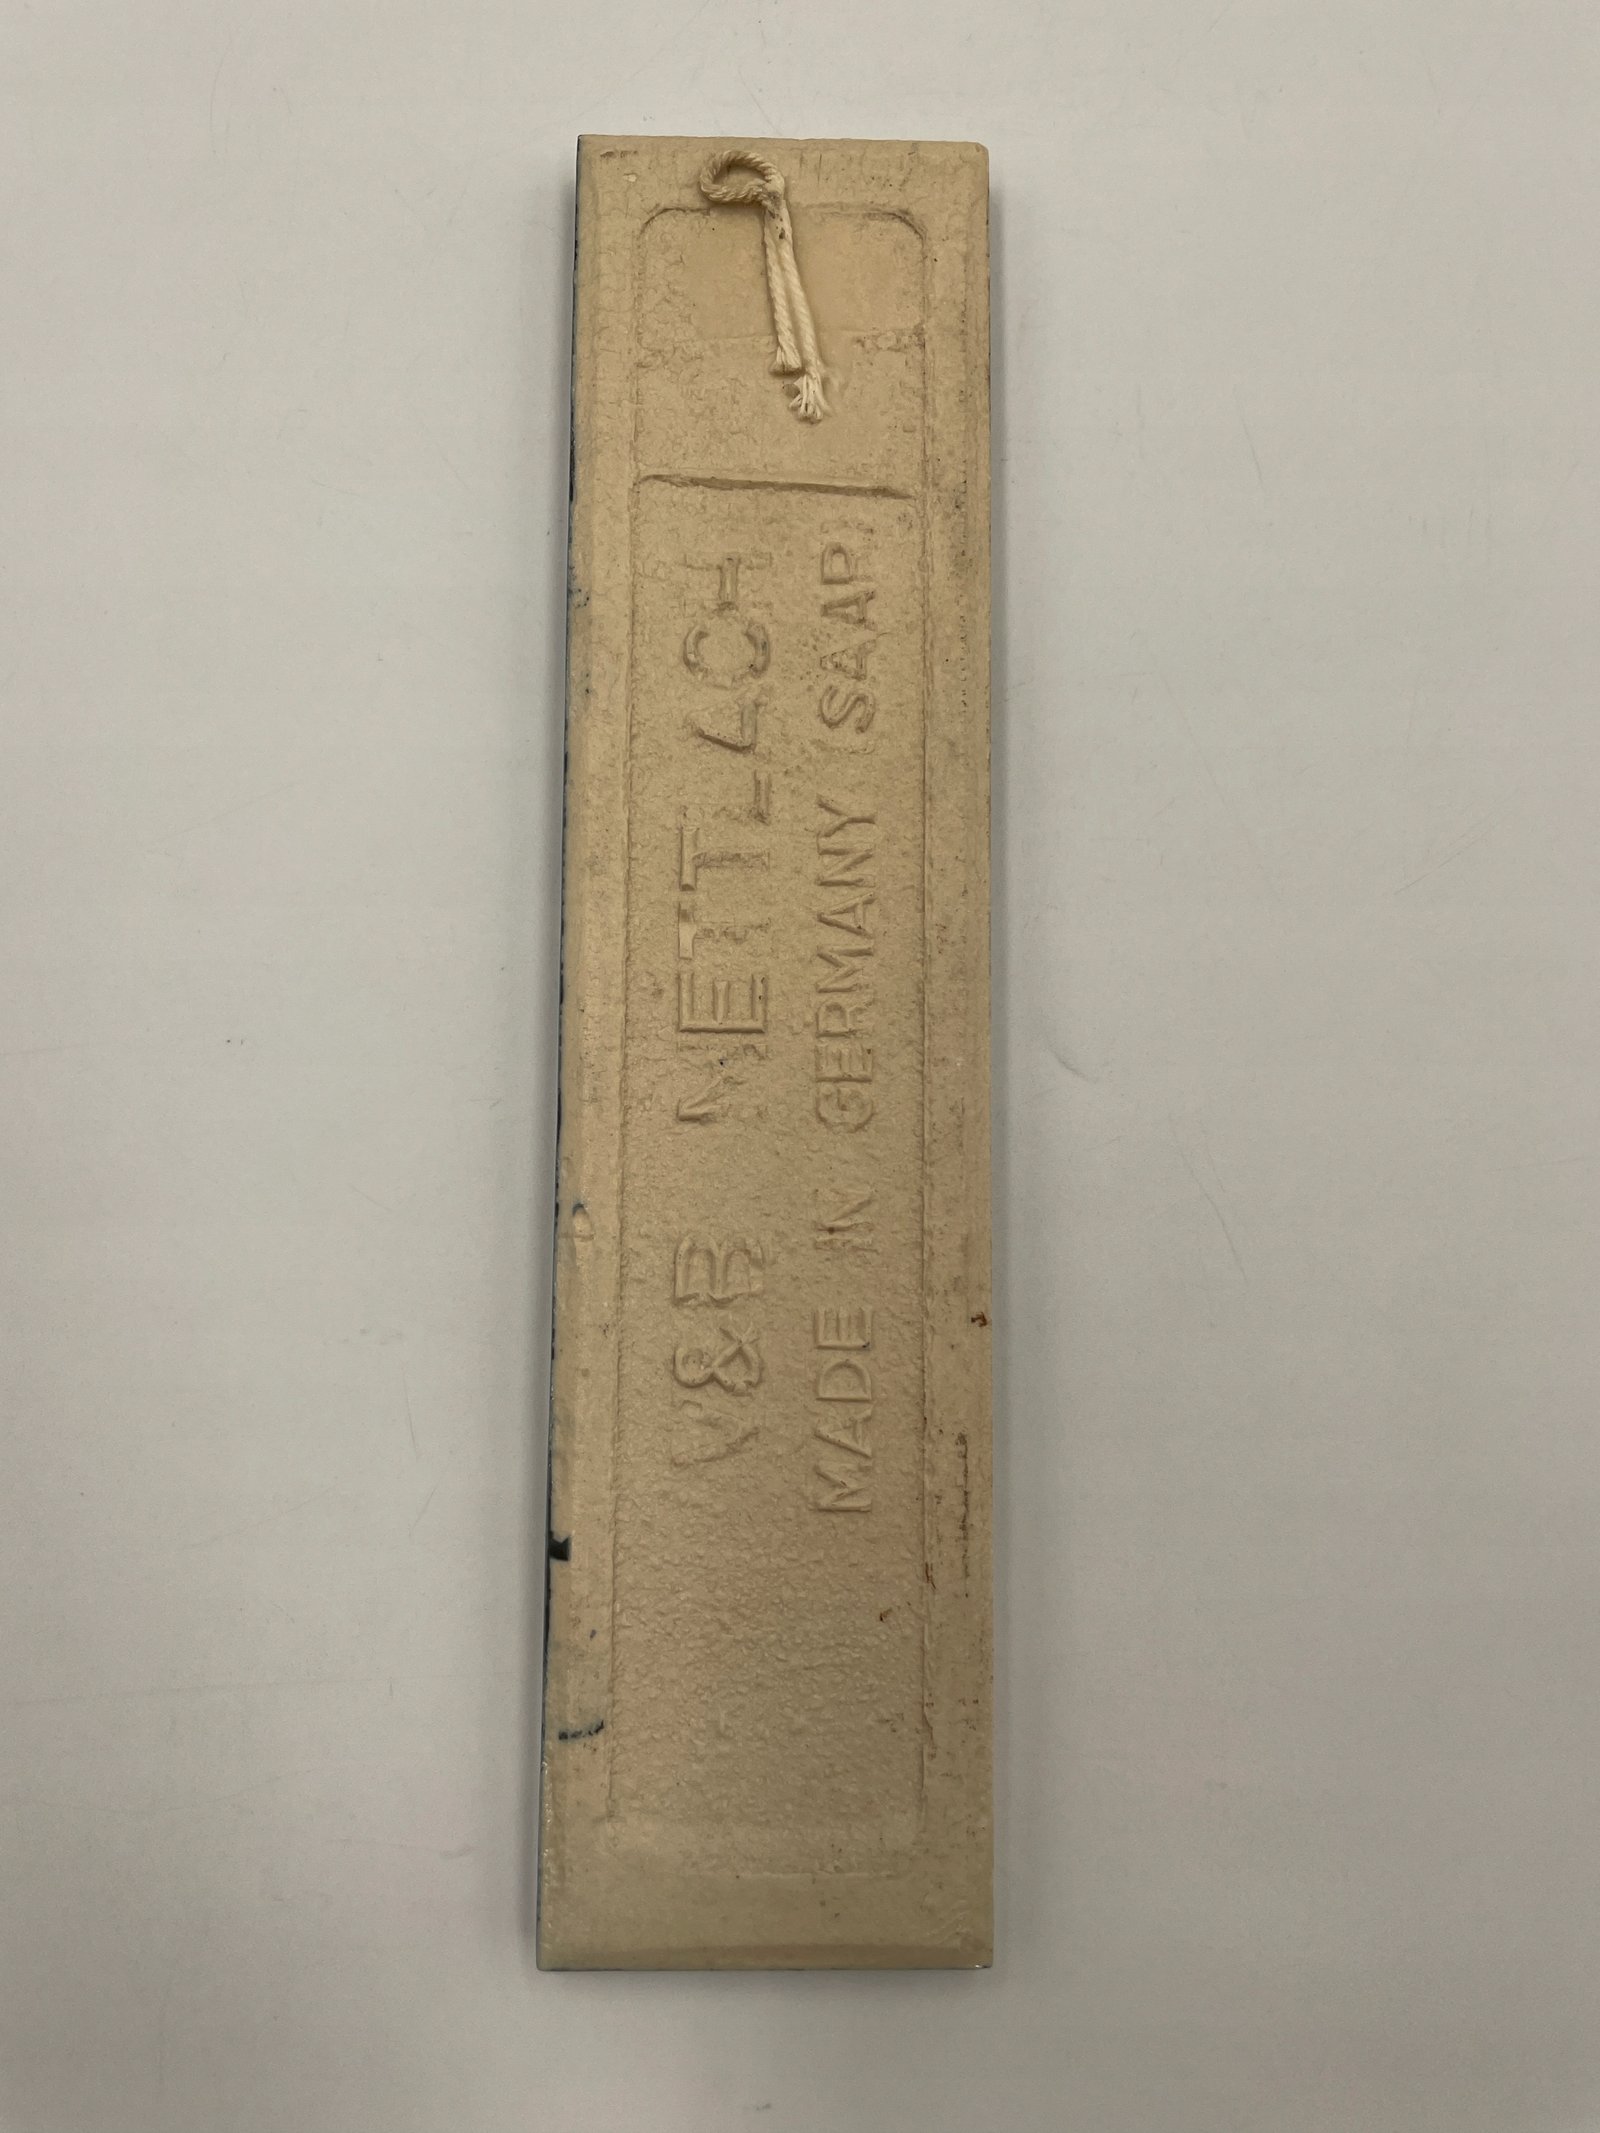 V&B METTLACH
MADE IN GERMANY (SAAR)